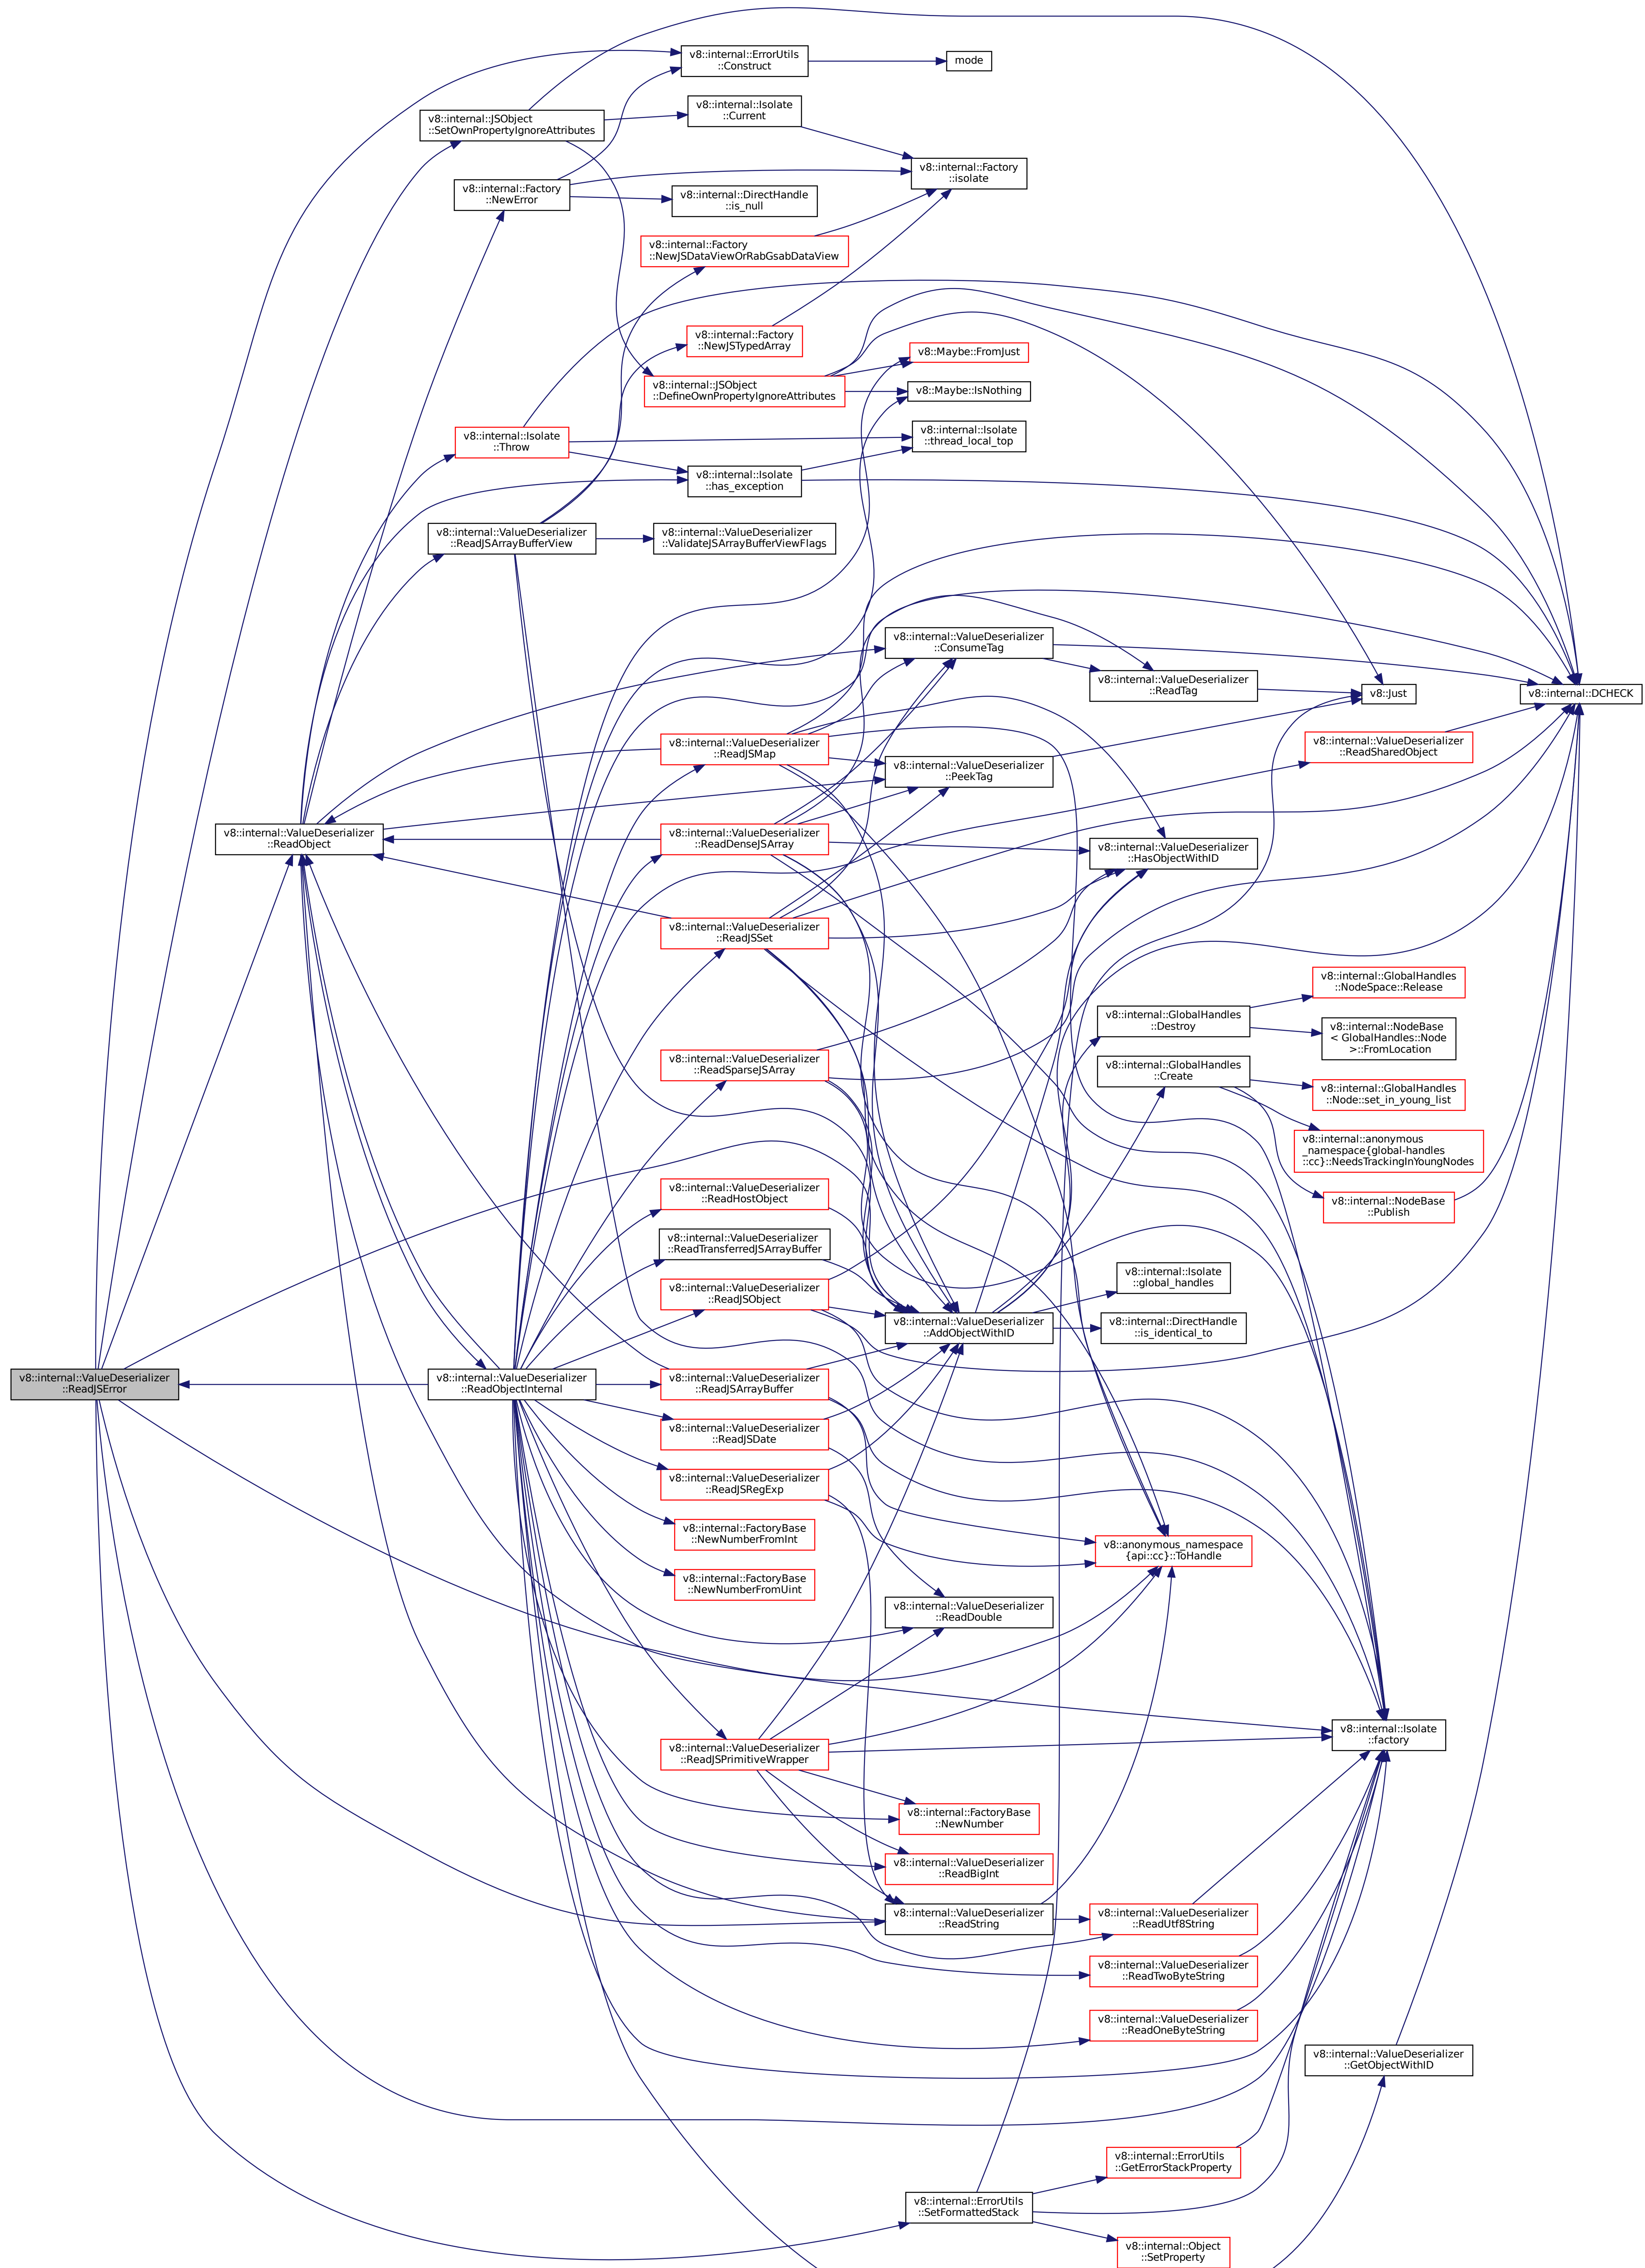 v8::internal::ErrorUtils
::Construct
mode
v8::internal::JSObject
::SetOwnPropertyIgnoreAttributes
v8::internal::Isolate
::Current
v8::internal::Factory
::isolate
v8::internal::Factory
::NewError
v8::internal::DirectHandle
::is_null
v8::internal::Factory
::NewJSDataViewOrRabGsabDataView
v8::internal::Factory
::NewJSTypedArray
v8::Maybe::FromJust
v8::internal::JSObject
::DefineOwnPropertyIgnoreAttributes
v8::Maybe::IsNothing
v8::internal::Isolate
::Throw
v8::internal::Isolate
::thread_local_top
v8::internal::Isolate
::has_exception
v8::internal::ValueDeserializer
::ReadJSArrayBufferView
v8::internal::ValueDeserializer
::ValidateJSArrayBufferViewFlags
v8::internal::ValueDeserializer
::ConsumeTag
v8::internal::ValueDeserializer
::ReadTag
v8::Just
v8::internal::DCHECK
v8::internal::ValueDeserializer
::ReadJSMap
v8::internal::ValueDeserializer
::ReadSharedObject
v8::internal::ValueDeserializer
::PeekTag
v8::internal::ValueDeserializer
::ReadObject
v8::internal::ValueDeserializer
::ReadDenseJSArray
v8::internal::ValueDeserializer
::HasObjectWithID
v8::internal::ValueDeserializer
::ReadJSSet
v8::internal::GlobalHandles
::NodeSpace::Release
v8::internal::GlobalHandles
::Destroy
v8::internal::NodeBase
< GlobalHandles::Node
>::FromLocation
v8::internal::ValueDeserializer
::ReadSparseJSArray
v8::internal::GlobalHandles
::Create
v8::internal::GlobalHandles
::Node::set_in_young_list
v8::internal::anonymous
_namespace{global-handles
::cc}::NeedsTrackingInYoungNodes
v8::internal::ValueDeserializer
::ReadHostObject
v8::internal::NodeBase
::Publish
v8::internal::ValueDeserializer
::ReadTransferredJSArrayBuffer
v8::internal::Isolate
::global_handles
v8::internal::ValueDeserializer
::ReadJSObject
v8::internal::ValueDeserializer
::AddObjectWithID
v8::internal::DirectHandle
::is_identical_to
v8::internal::ValueDeserializer
::ReadJSError
v8::internal::ValueDeserializer
::ReadObjectInternal
v8::internal::ValueDeserializer
::ReadJSArrayBuffer
v8::internal::ValueDeserializer
::ReadJSDate
v8::internal::ValueDeserializer
::ReadJSRegExp
v8::internal::FactoryBase
::NewNumberFromInt
v8::anonymous_namespace
{api::cc}::ToHandle
v8::internal::FactoryBase
::NewNumberFromUint
v8::internal::ValueDeserializer
::ReadDouble
v8::internal::Isolate
::factory
v8::internal::ValueDeserializer
::ReadJSPrimitiveWrapper
v8::internal::FactoryBase
::NewNumber
v8::internal::ValueDeserializer
::ReadBigInt
v8::internal::ValueDeserializer
::ReadString
v8::internal::ValueDeserializer
::ReadUtf8String
v8::internal::ValueDeserializer
::ReadTwoByteString
v8::internal::ValueDeserializer
::ReadOneByteString
v8::internal::ValueDeserializer
::GetObjectWithID
v8::internal::ErrorUtils
::GetErrorStackProperty
v8::internal::ErrorUtils
::SetFormattedStack
v8::internal::Object
::SetProperty